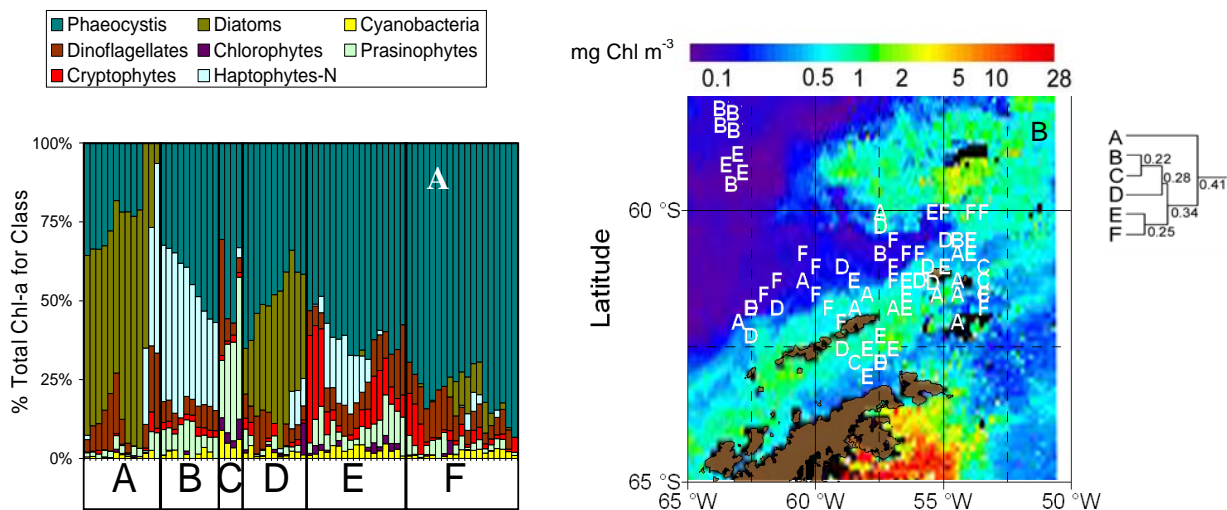 Phaeocystis Diatoms Cyanobacteria
Dinoflagellates Chlorophytes Prasinophytes
Cryptophytes Haptophytes-N
% Total Chl-a for Class
100%
75%
50%
25%
0%
A
A B C D E F
mg Chl m-3
0.1 0.5 1 2 5 10 28
B
Latitude
60 °S
65 °S
65 °W 60 °W 55 °W 50 °W
B B
B B
E
E E
B
A E F F F
D
F D B E
B F F A E
F F D E D E C
F A E F F D F A C
F F A E A A C
E D F A A E F
A F A
D E
D E E
C D
E
A
B
C
D
E
F
0.22
0.28
0.41
0.34
0.25